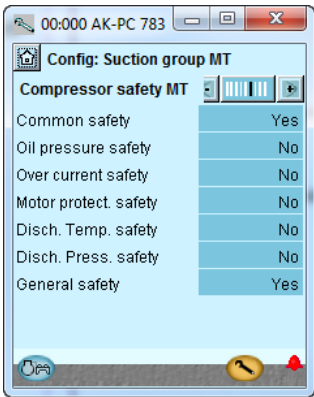 00:000 AK-PC 783
Config: Suction group MT
Compressor safety MT - +
Common safety Yes
Oil pressure safety No
Over current safety No
Motor protect. safety No
Disch. Temp. safety No
Disch. Press. safety No
General safety Yes